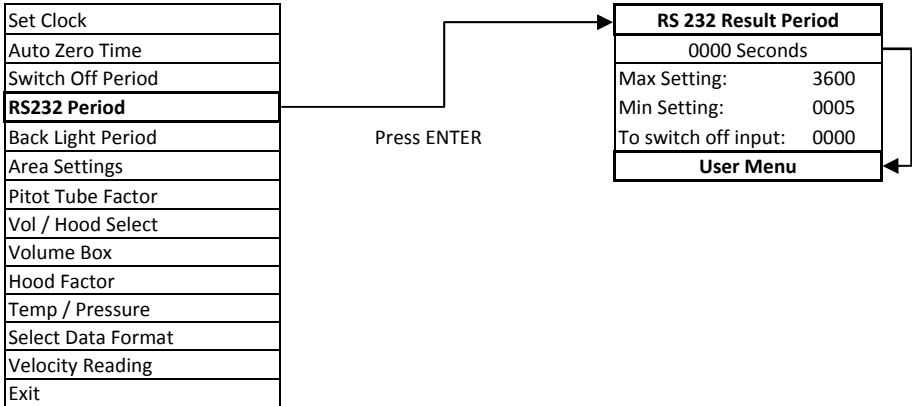 Set Clock
Auto Zero Time
Switch Off Period
RS232 Period
Back Light Period
Area Settings
Pitot Tube Factor
Vol / Hood Select
Volume Box
Hood Factor
Temp / Pressure
Select Data Format
Velocity Reading
Exit
Press ENTER
RS 232 Result Period
0000 Seconds
Max Setting: 3600
Min Setting: 0005
To switch off input: 0000
User Menu